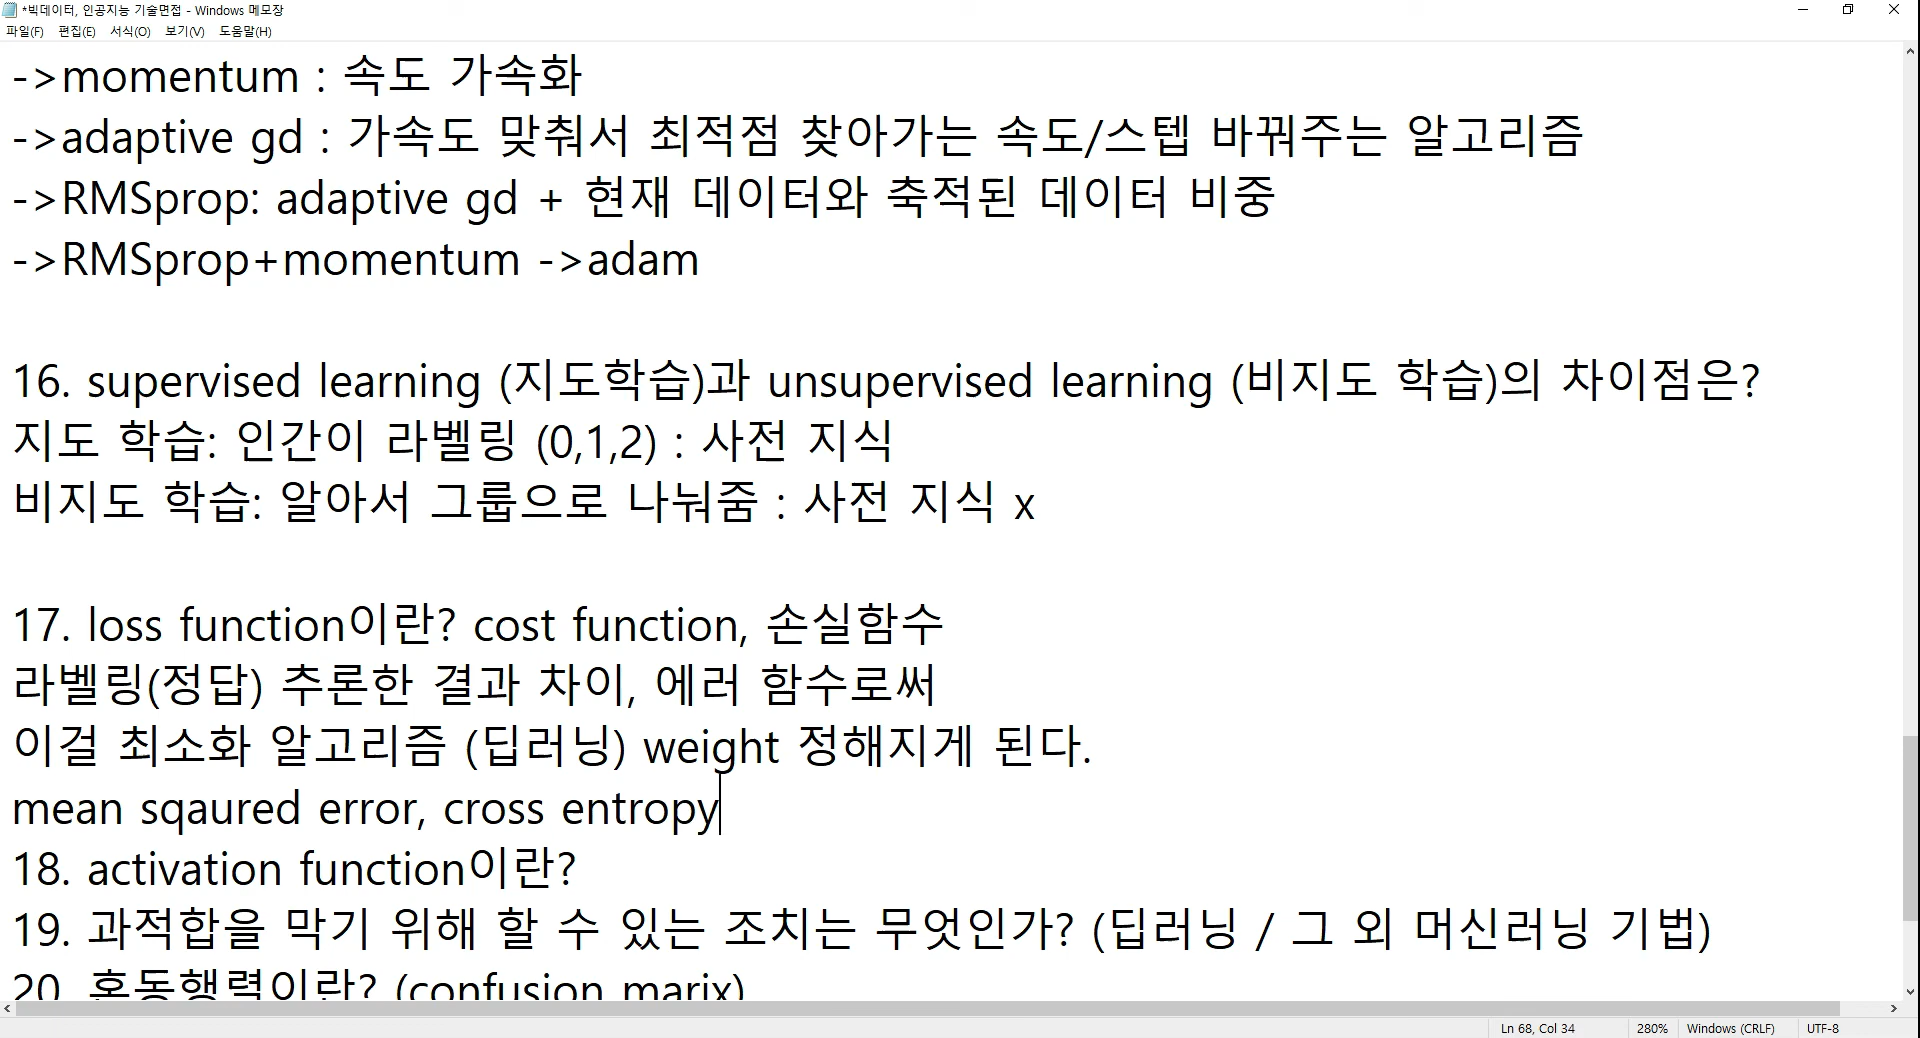 *빅데이터, 인공지능 기술면접 - Windows 메모장
파일(F) 편집(E) 서식(O) 보기(V) 도움말(H)
->momentum : 속도 가속화
->adaptive gd : 가속도 맞춰서 최적점 찾아가는 속도/스텝 바꿔주는 알고리즘
->RMSprop: adaptive gd + 현재 데이터와 축적된 데이터 비중
->RMSprop+momentum ->adam
16. supervised learning (지도학습)과 unsupervised learning (비지도 학습)의 차이점은?
지도 학습: 인간이 라벨링 (0,1,2) : 사전 지식
비지도 학습: 알아서 그룹으로 나눠줌 : 사전 지식 x
17. loss function이란? cost function, 손실함수
라벨링(정답) 추론한 결과 차이, 에러 함수로써
이걸 최소화 알고리즘 (딥러닝) weight 정해지게 된다.
mean sqaured error, cross entropy
18. activation function이란?
19. 과적합을 막기 위해 할 수 있는 조치는 무엇인가? (딥러닝 / 그 외 머신러닝 기법)
20. 혼동행렬이란? (confusion marix)
Ln 68, Col 34 280% Windows (CRLF) UTF-8